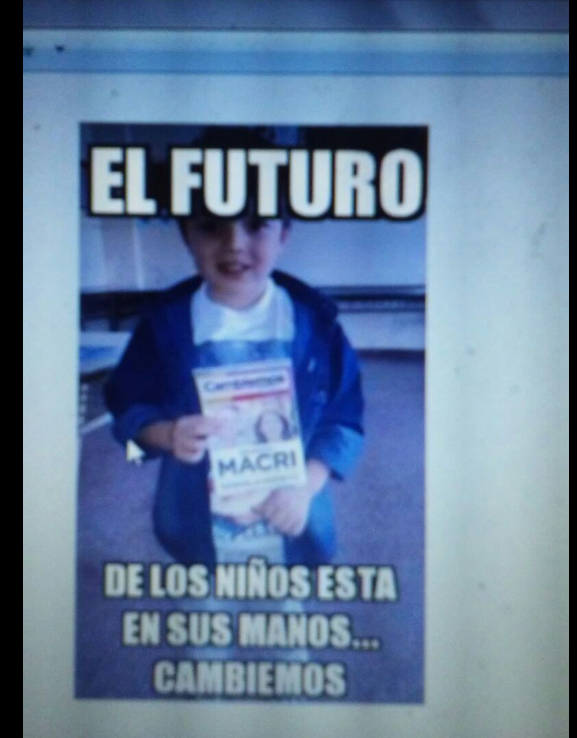 EL FUTURO
Cambiemos
MACRI
DE LOS NIÑOS ESTA
EN SUS MANOS...
CAMBIEMOS